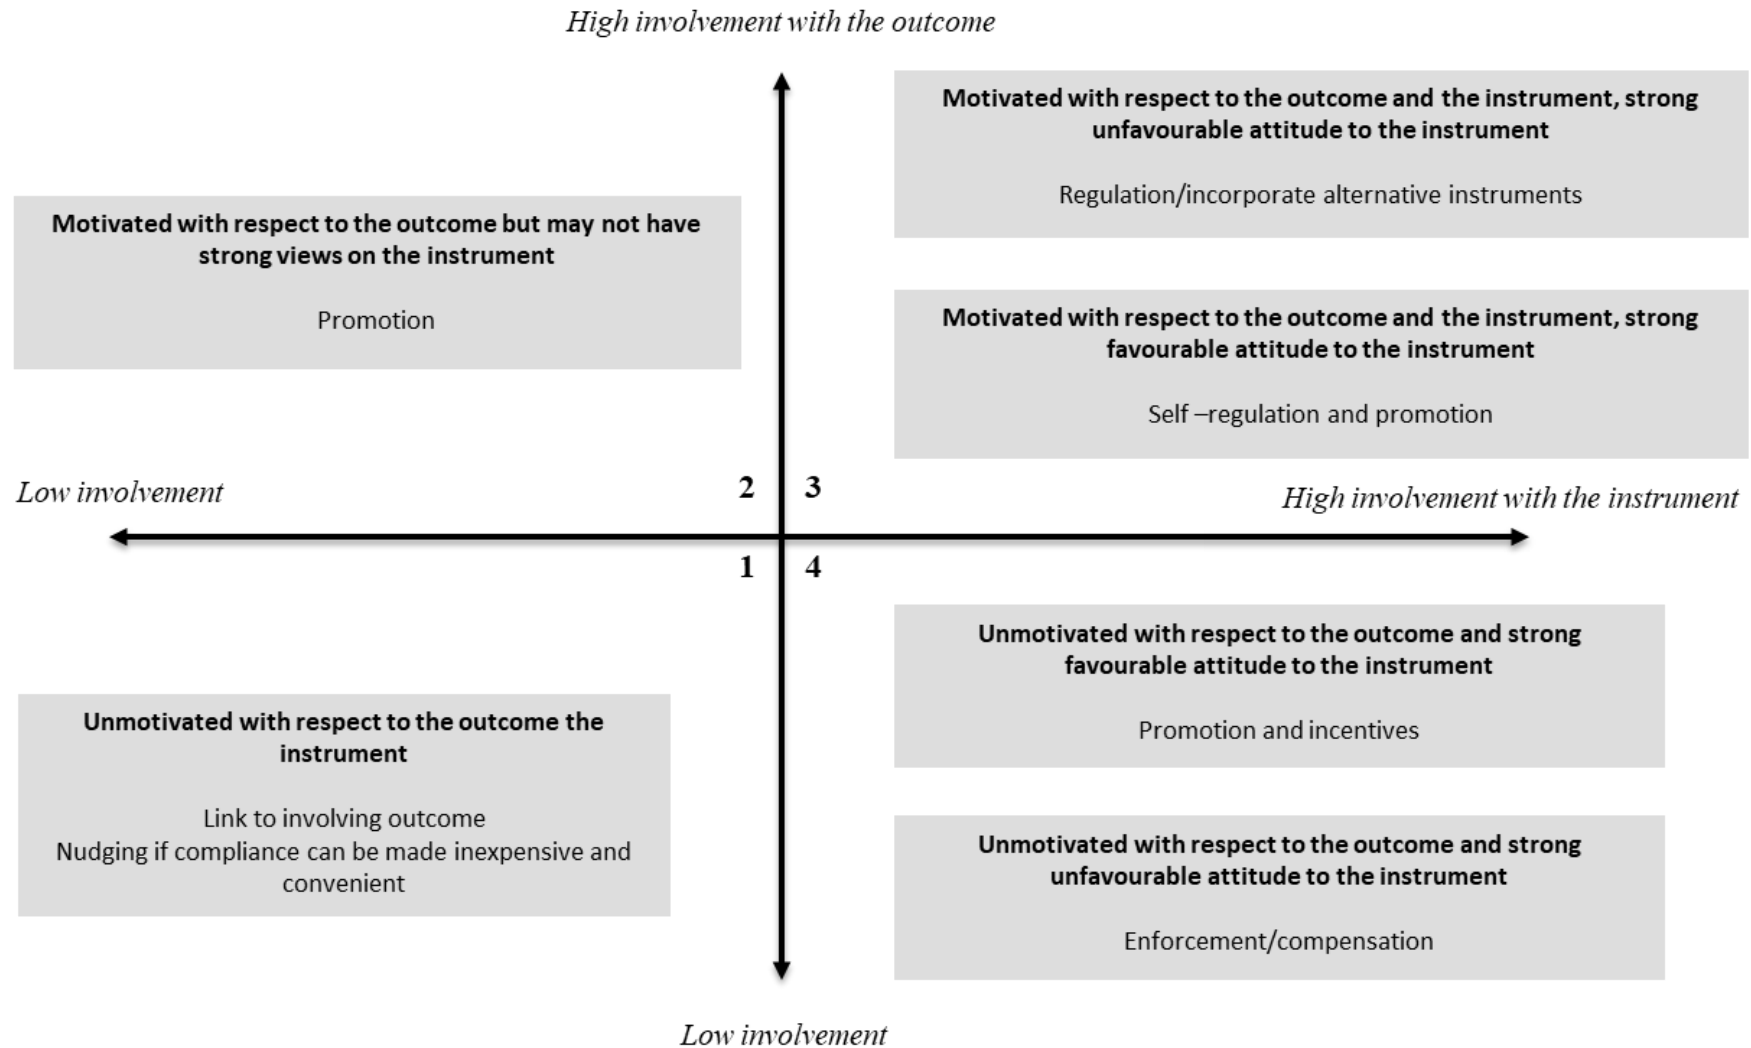 High involvement with the outcome
Motivated with respect to the outcome and the instrument, strong
unfavourable attitude to the instrument
Regulation/incorporate alternative instruments
Motivated with respect to the outcome but may not have
strong views on the instrument
Promotion
Motivated with respect to the outcome and the instrument, strong
favourable attitude to the instrument
Self –regulation and promotion
Low involvement
2
3
High involvement with the instrument
1
4
Unmotivated with respect to the outcome and strong
favourable attitude to the instrument
Promotion and incentives
Unmotivated with respect to the outcome the
instrument
Link to involving outcome
Nudging if compliance can be made inexpensive and
convenient
Unmotivated with respect to the outcome and strong
unfavourable attitude to the instrument
Enforcement/compensation
Low involvement